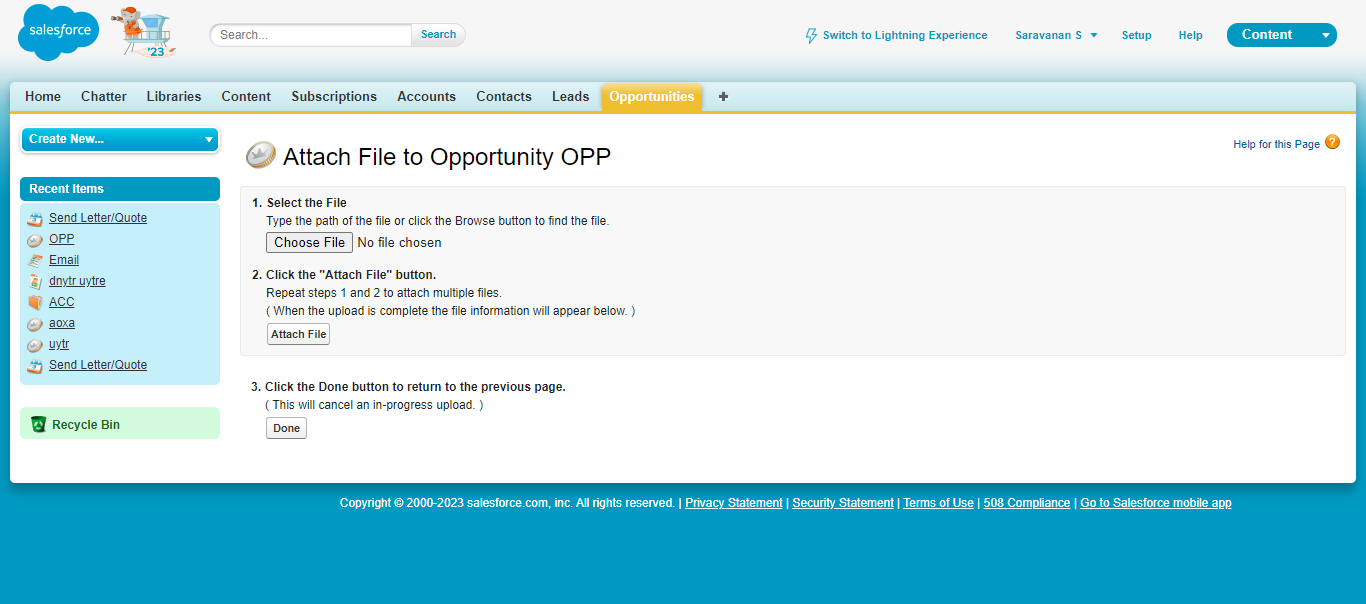 salesforce
'23
Search...
Search
Switch to Lightning Experience
Saravanan S
Setup
Help
Content
Home
Chatter
Libraries
Content
Subscriptions
Accounts
Contacts
Leads
Opportunities
+
Create New...
Recent Items
Send Letter/Quote
OPP
Email
dnytr uytre
ACC
aoxa
uytr
Send Letter/Quote
Recycle Bin
Attach File to Opportunity OPP
Help for this Page ?
1. Select the File
Type the path of the file or click the Browse button to find the file.
Choose File No file chosen
2. Click the "Attach File" button.
Repeat steps 1 and 2 to attach multiple files.
( When the upload is complete the file information will appear below. )
Attach File
3. Click the Done button to return to the previous page.
( This will cancel an in-progress upload. )
Done
Copyright © 2000-2023 salesforce.com, inc. All rights reserved. | Privacy Statement | Security Statement | Terms of Use | 508 Compliance | Go to Salesforce mobile app